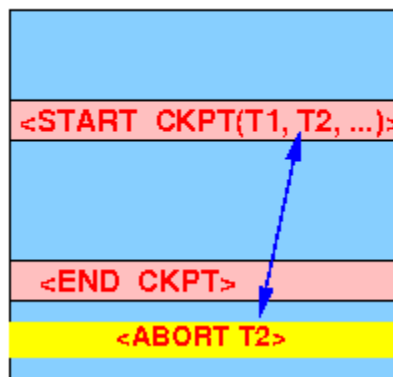 <START CKPT(T1, T2, ...)>
<END CKPT>
<ABORT T2>